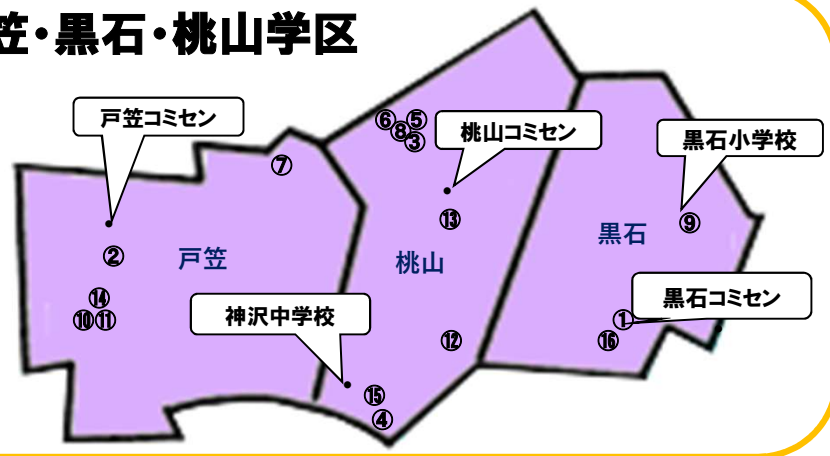 笠・黒石・桃山学区
戸笠コミセン
⑥⑤
⑧
③
桃山コミセン
黒石小学校
⑦
⑬
⑨
②
戸笠
桃山
黒石
⑭
⑩⑪
神沢中学校
黒石コミセン
①
⑫
⑯
⑮
④